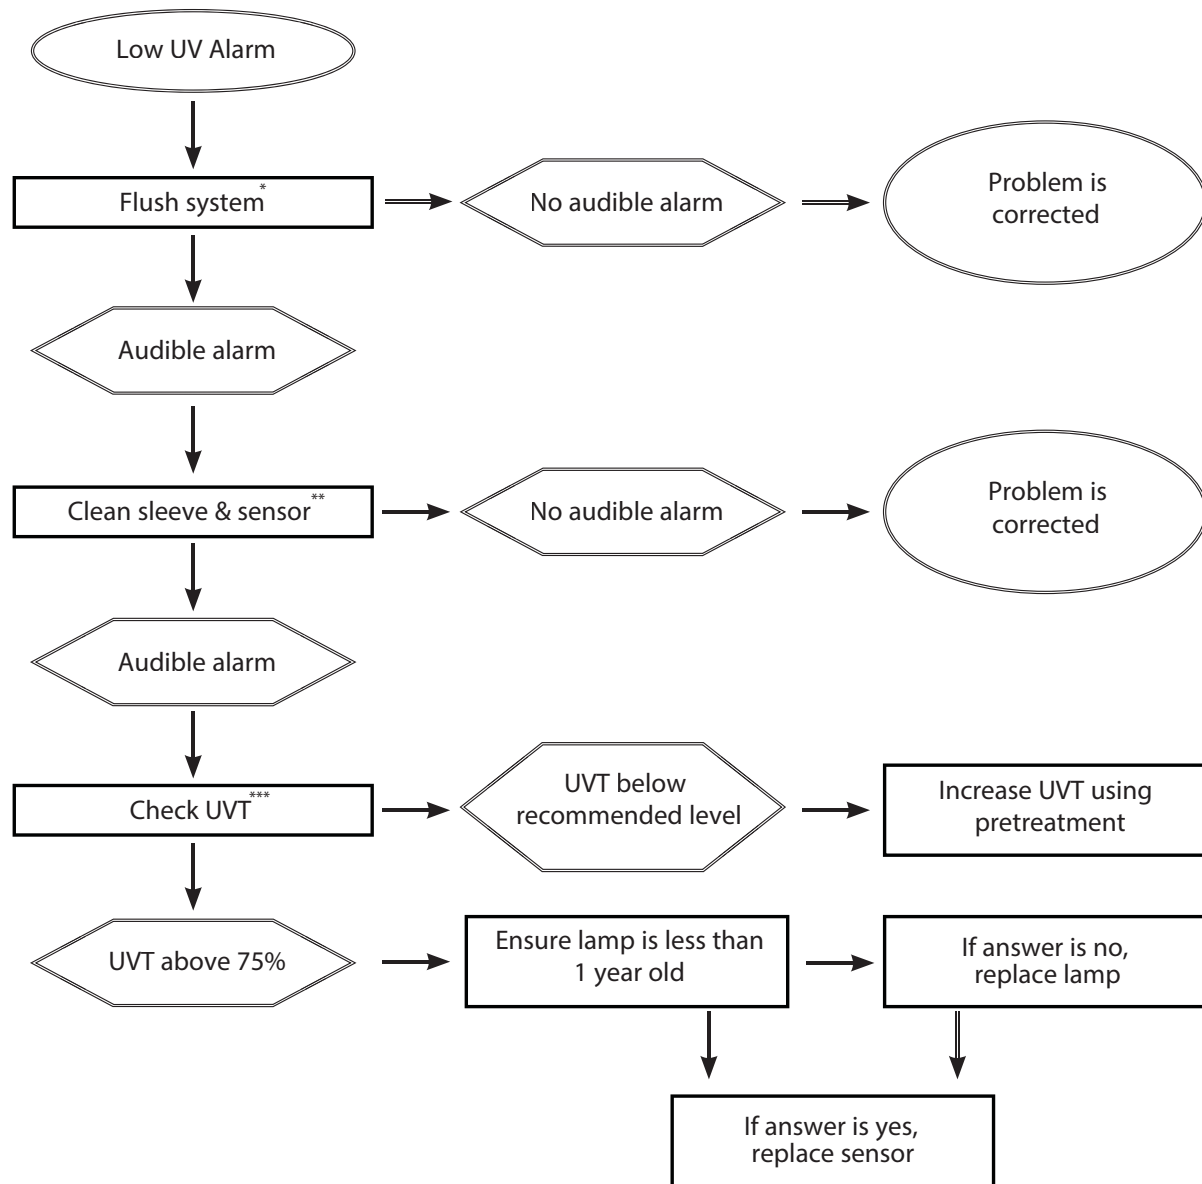 Low UV Alarm
Flush system*
No audible alarm
Problem is
corrected
Audible alarm
Clean sleeve & sensor**
No audible alarm
Problem is
corrected
Audible alarm
Check UVT***
UVT below
recommended level
Increase UVT using
pretreatment
UVT above 75%
Ensure lamp is less than
1 year old
If answer is no,
replace lamp
If answer is yes,
replace sensor